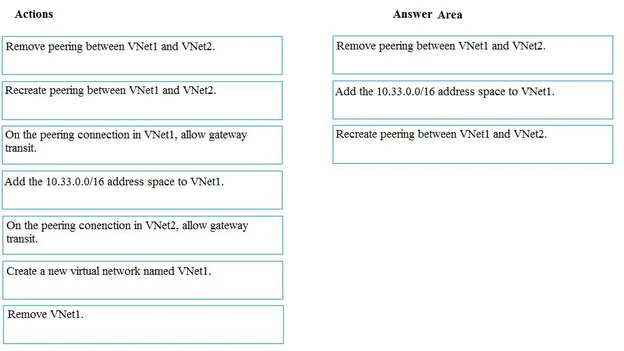 Actions
Remove peering between VNet1 and VNet2.
Recreate peering between VNet1 and VNet2.
On the peering connection in VNet1, allow gateway
transit.
Add the 10.33.0.0/16 address space to VNet1.
On the peering conenction in VNet2, allow gateway
transit.
Create a new virtual network named VNet1.
Remove VNet1.
Answer Area
Remove peering between VNet1 and VNet2.
Add the 10.33.0.0/16 address space to VNet1.
Recreate peering between VNet1 and VNet2.